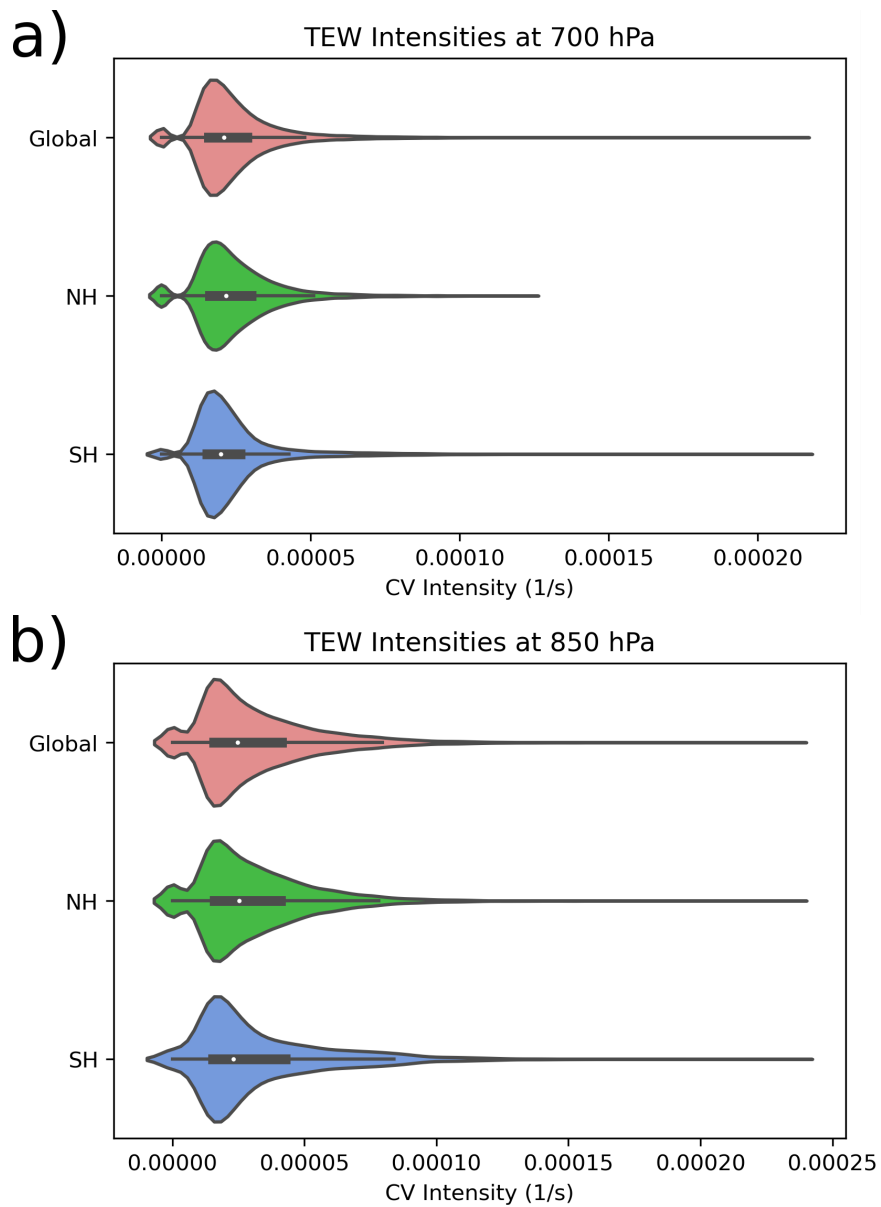 a)
TEW Intensities at 700 hPa
Global
NH
SH
0.00000 0.00005 0.00010 0.00015 0.00020
CV Intensity (1/s)
b)
TEW Intensities at 850 hPa
Global
NH
SH
0.00000 0.00005 0.00010 0.00015 0.00020 0.00025
CV Intensity (1/s)